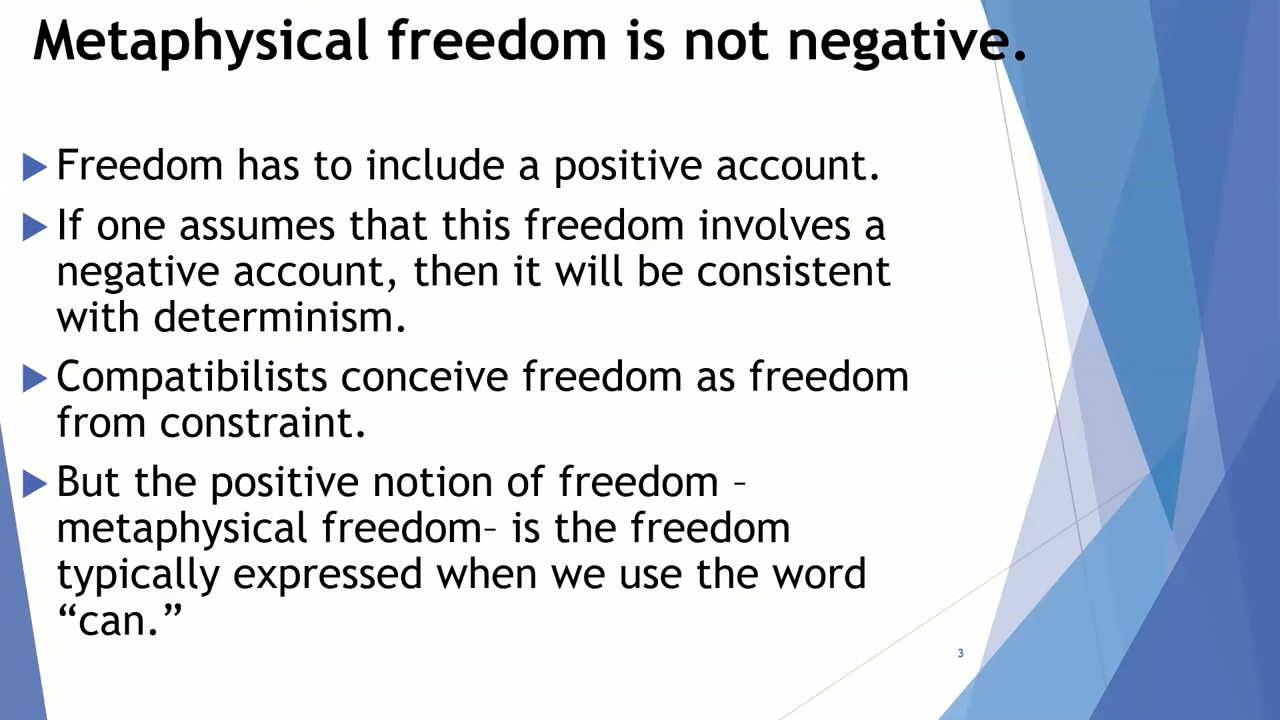 Metaphysical freedom is not negative.
Freedom has to include a positive account.
If one assumes that this freedom involves a
negative account, then it will be consistent
with determinism.
Compatibilists conceive freedom as freedom
from constraint.
But the positive notion of freedom –
metaphysical freedom– is the freedom
typically expressed when we use the word
“can.”
3